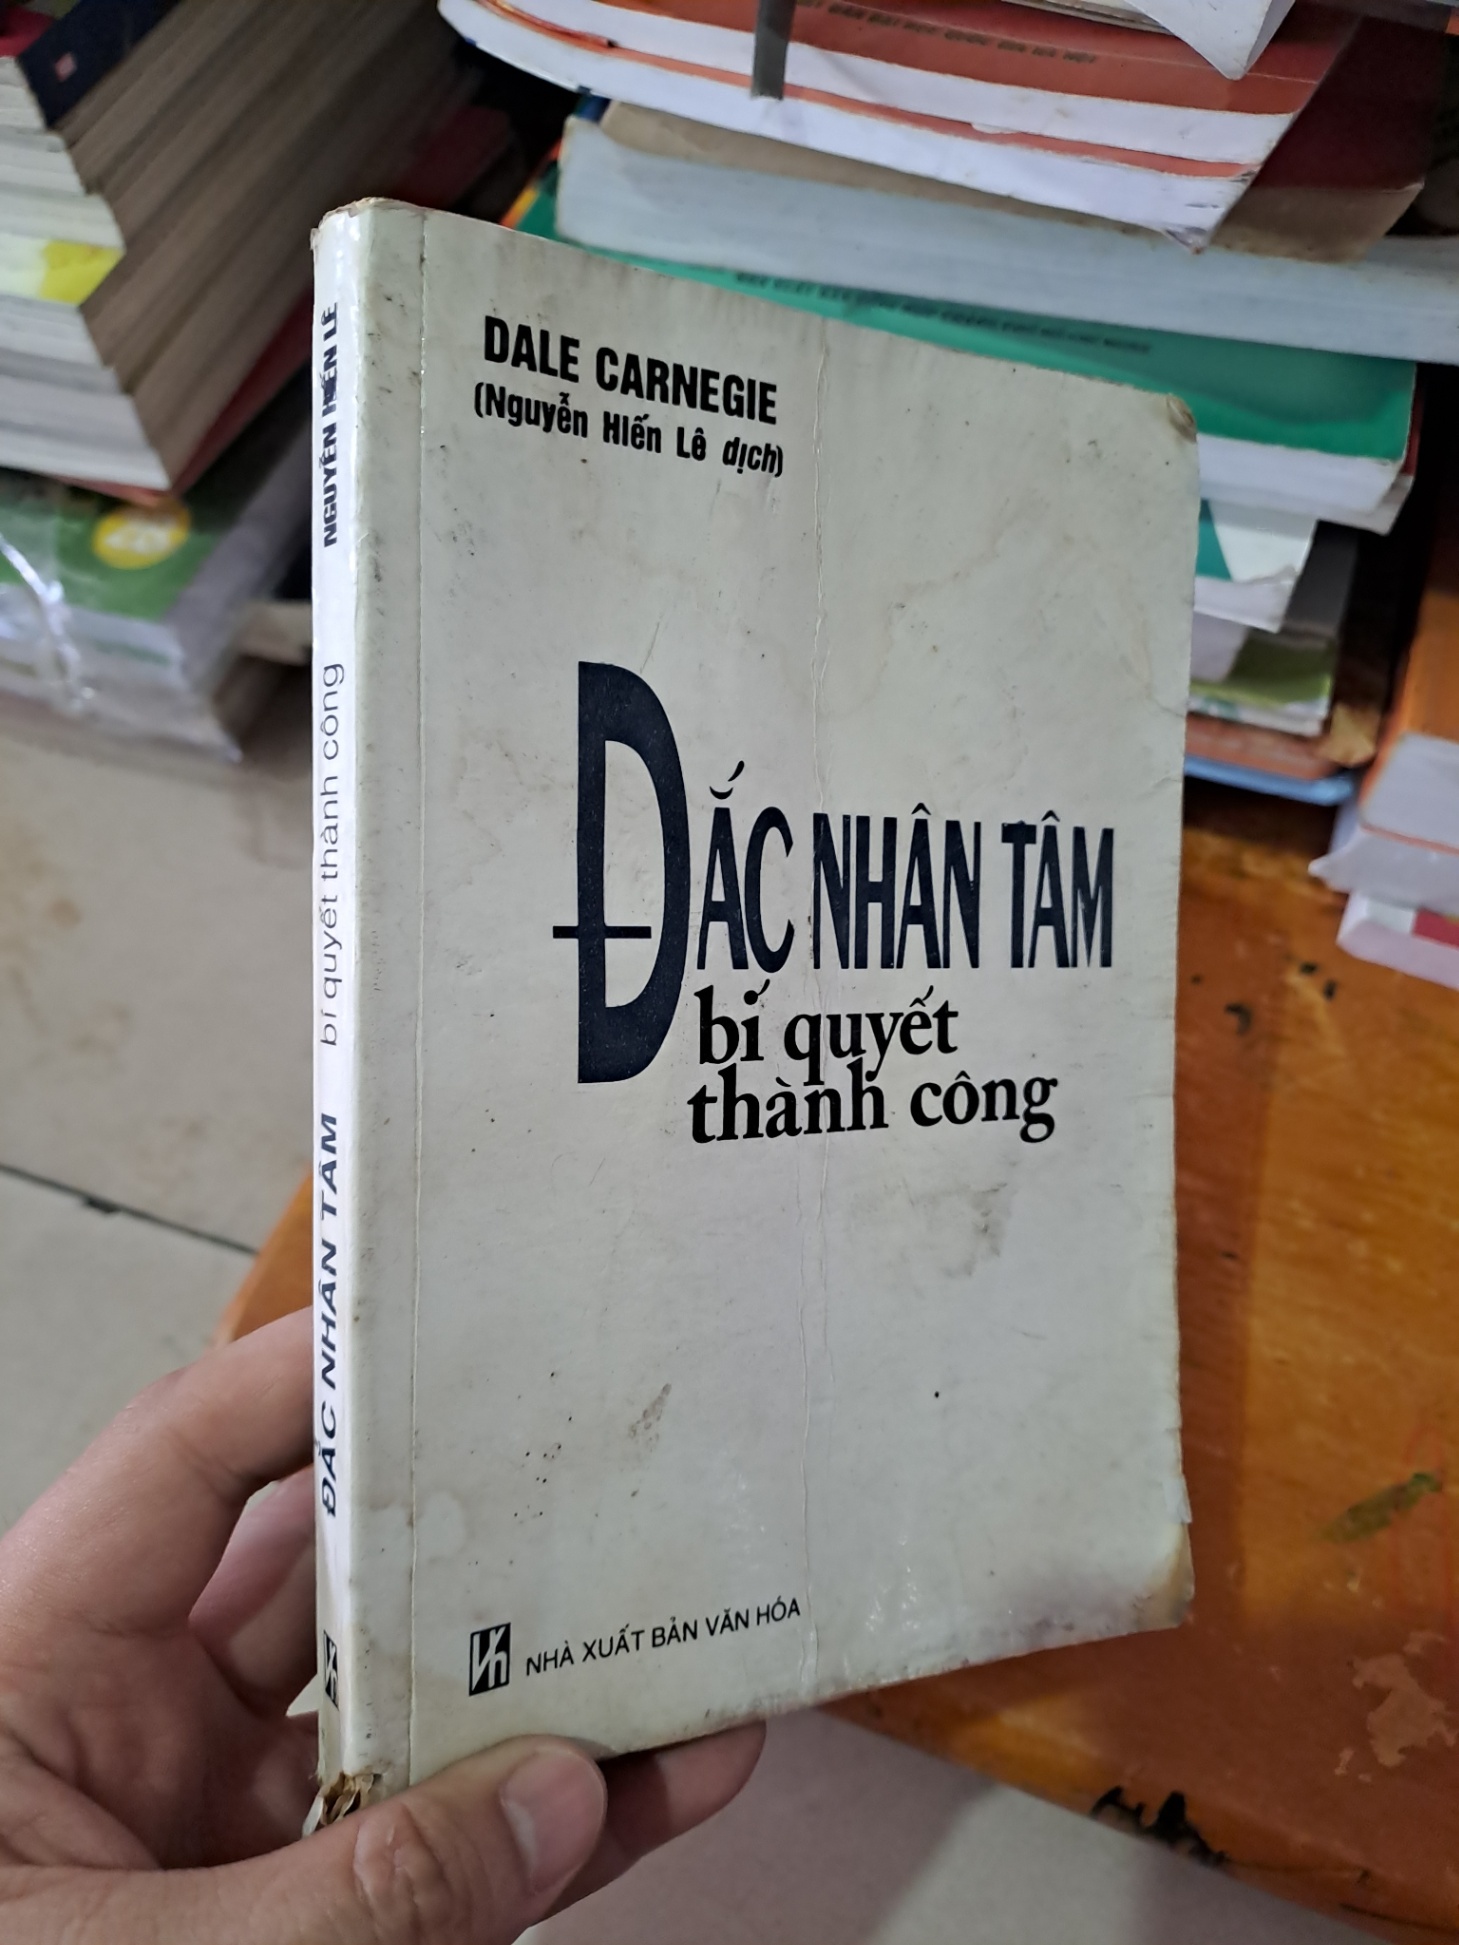 DALE CARNEGIE
(Nguyễn Hiến Lê dịch)
ĐẮC NHÂN TÂM
bí quyết
thành công
NHÀ XUẤT BẢN VĂN HÓA
ĐẮC NHÂN TÂM bí quyết thành công NGUYỄN HIẾN LÊ